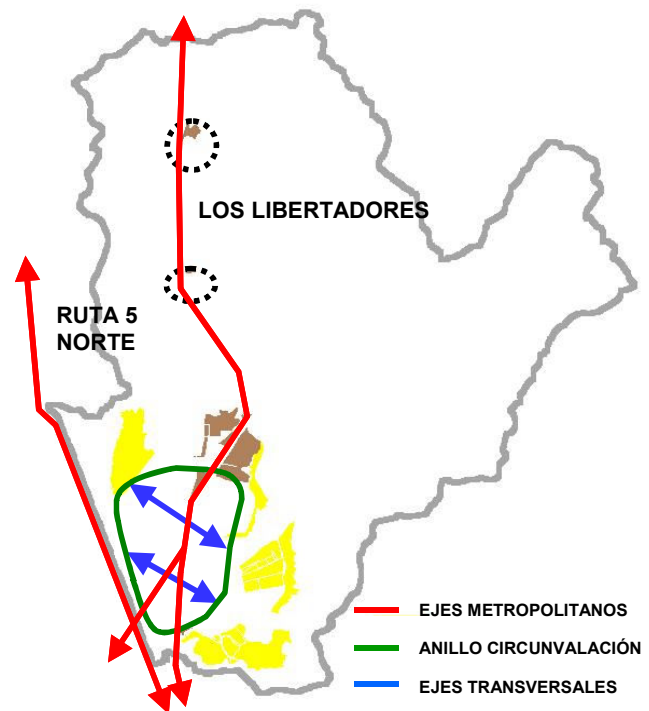 LOS LIBERTADORES
RUTA 5
NORTE
EJES METROPOLITANOS
ANILLO CIRCUNVALACIÓN
EJES TRANSVERSALES